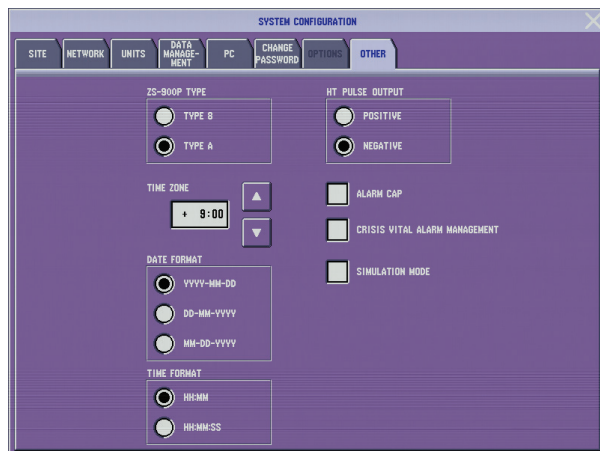 SYSTEM CONFIGURATION
SITE
NETWORK
UNITS
DATA
MANAGE-
MENT
PC
CHANGE
PASSWORD
OPTIONS
OTHER
ZS-900P TYPE
TYPE B
TYPE A
HT PULSE OUTPUT
POSITIVE
NEGATIVE
TIME ZONE
+ 9:00
ALARM CAP
CRISIS VITAL ALARM MANAGEMENT
SIMULATION MODE
DATE FORMAT
YYYY-MM-DD
DD-MM-YYYY
MM-DD-YYYY
TIME FORMAT
HH:MM
HH:MM:SS